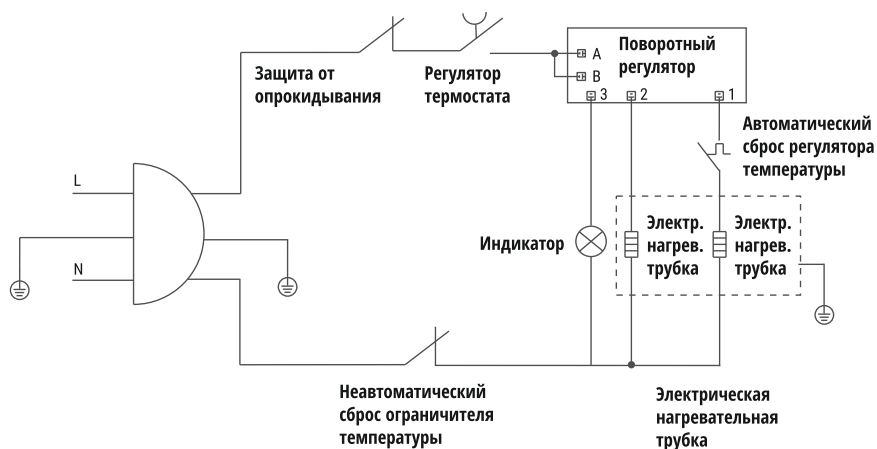 Защита от
опрокидывания
Регулятор
термостата
A
B
Поворотный
регулятор
3
2
1
Автоматический
сброс регулятора
температуры
L
N
Индикатор
Электр.
нагрев.
трубка
Электр.
нагрев.
трубка
Неавтоматический
сброс ограничителя
температуры
Электрическая
нагревательная
трубка